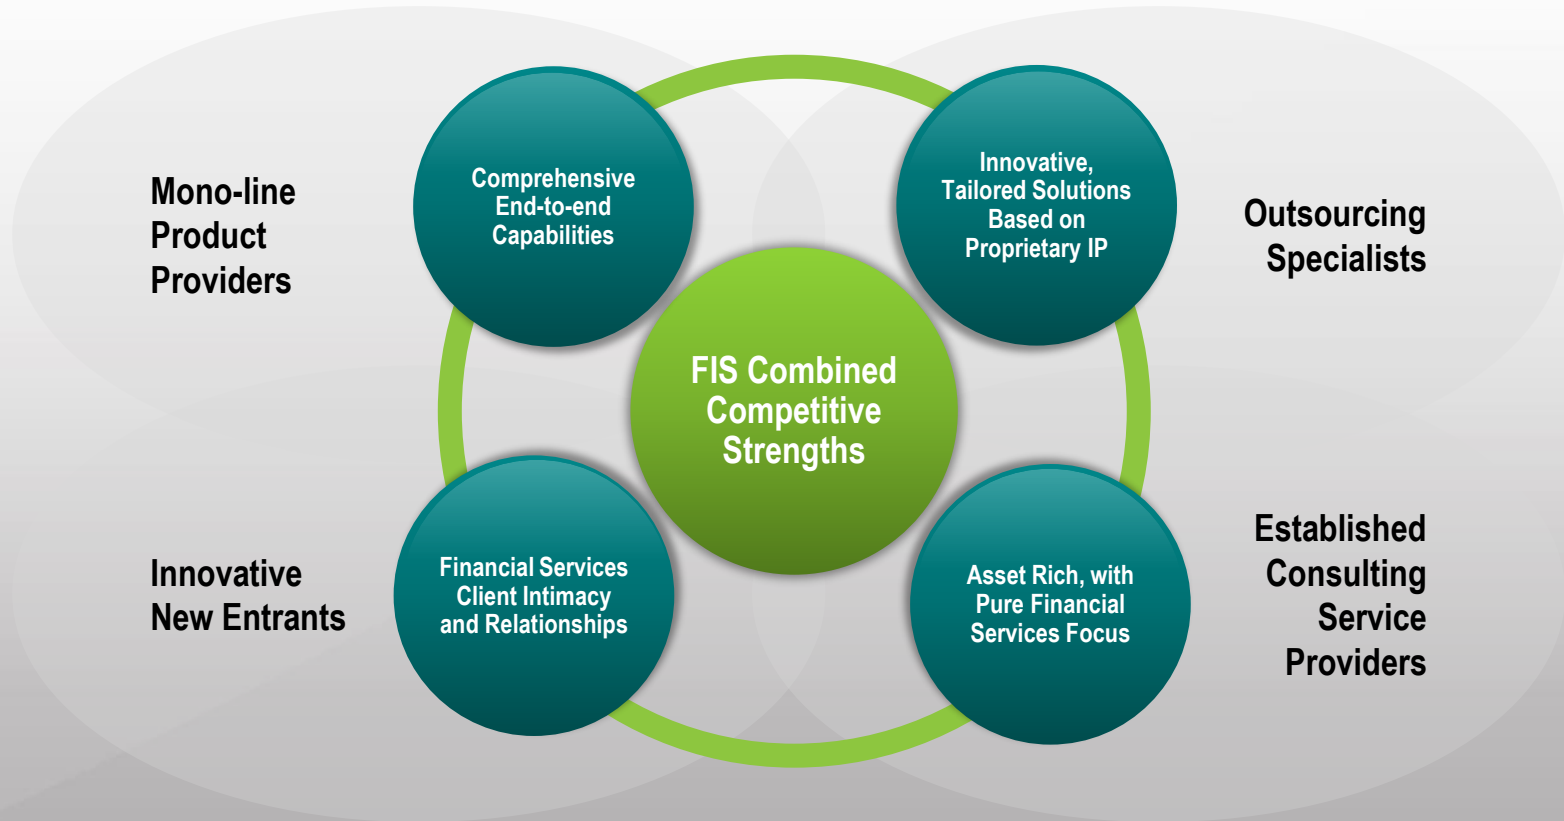 Mono-line
Product
Providers
Comprehensive
End-to-end
Capabilities
Innovative,
Tailored Solutions
Based on
Proprietary IP
Outsourcing
Specialists
FIS Combined
Competitive
Strengths
Innovative
New Entrants
Financial Services
Client Intimacy
and Relationships
Asset Rich, with
Pure Financial
Services Focus
Established
Consulting
Service
Providers